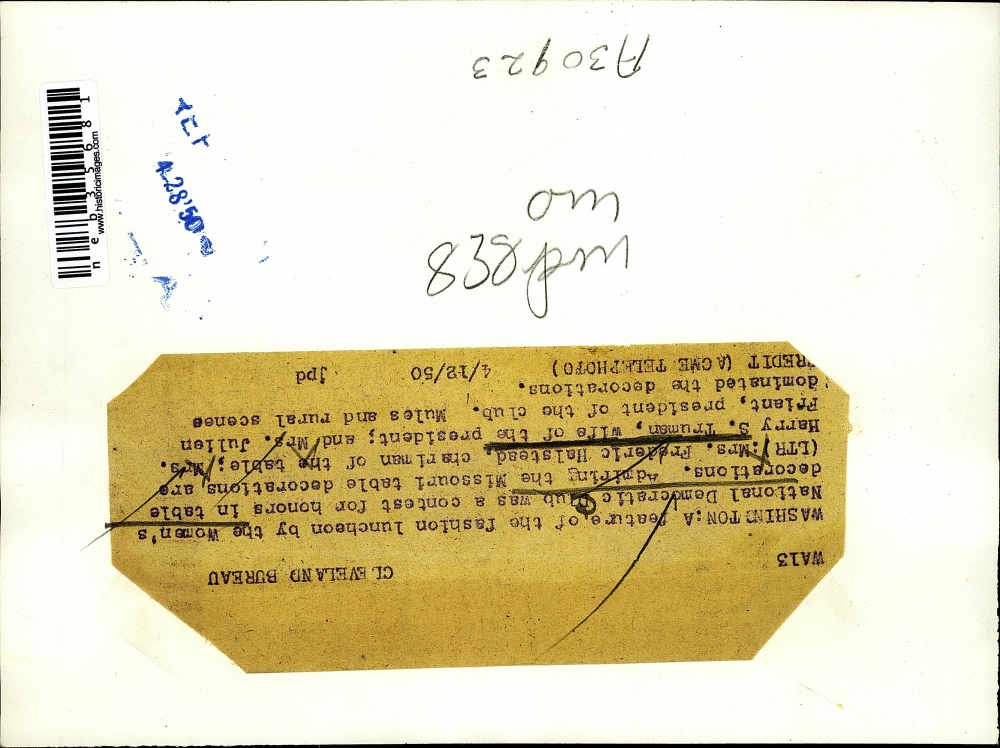 WA13
CLEVELAND BUREAU
WASHINGTON:A feature of the fashion luncheon by the Women's
National Democratic Club was a contest for honors in table
decorations. Admiring the Missouri table decorations are
(LTR):Mrs. Frederic Halstead, chariman of the table; Mrs.
Harry S. Truman, wife of the president; and Mrs. Julien
Friant, president of the club. Mules and rural scenes
dominated the decorations.
CREDIT (ACME TELEPHOTO) 4/12/50 jpd
A30923
neb35681
www.historicimages.com
4 28 '50